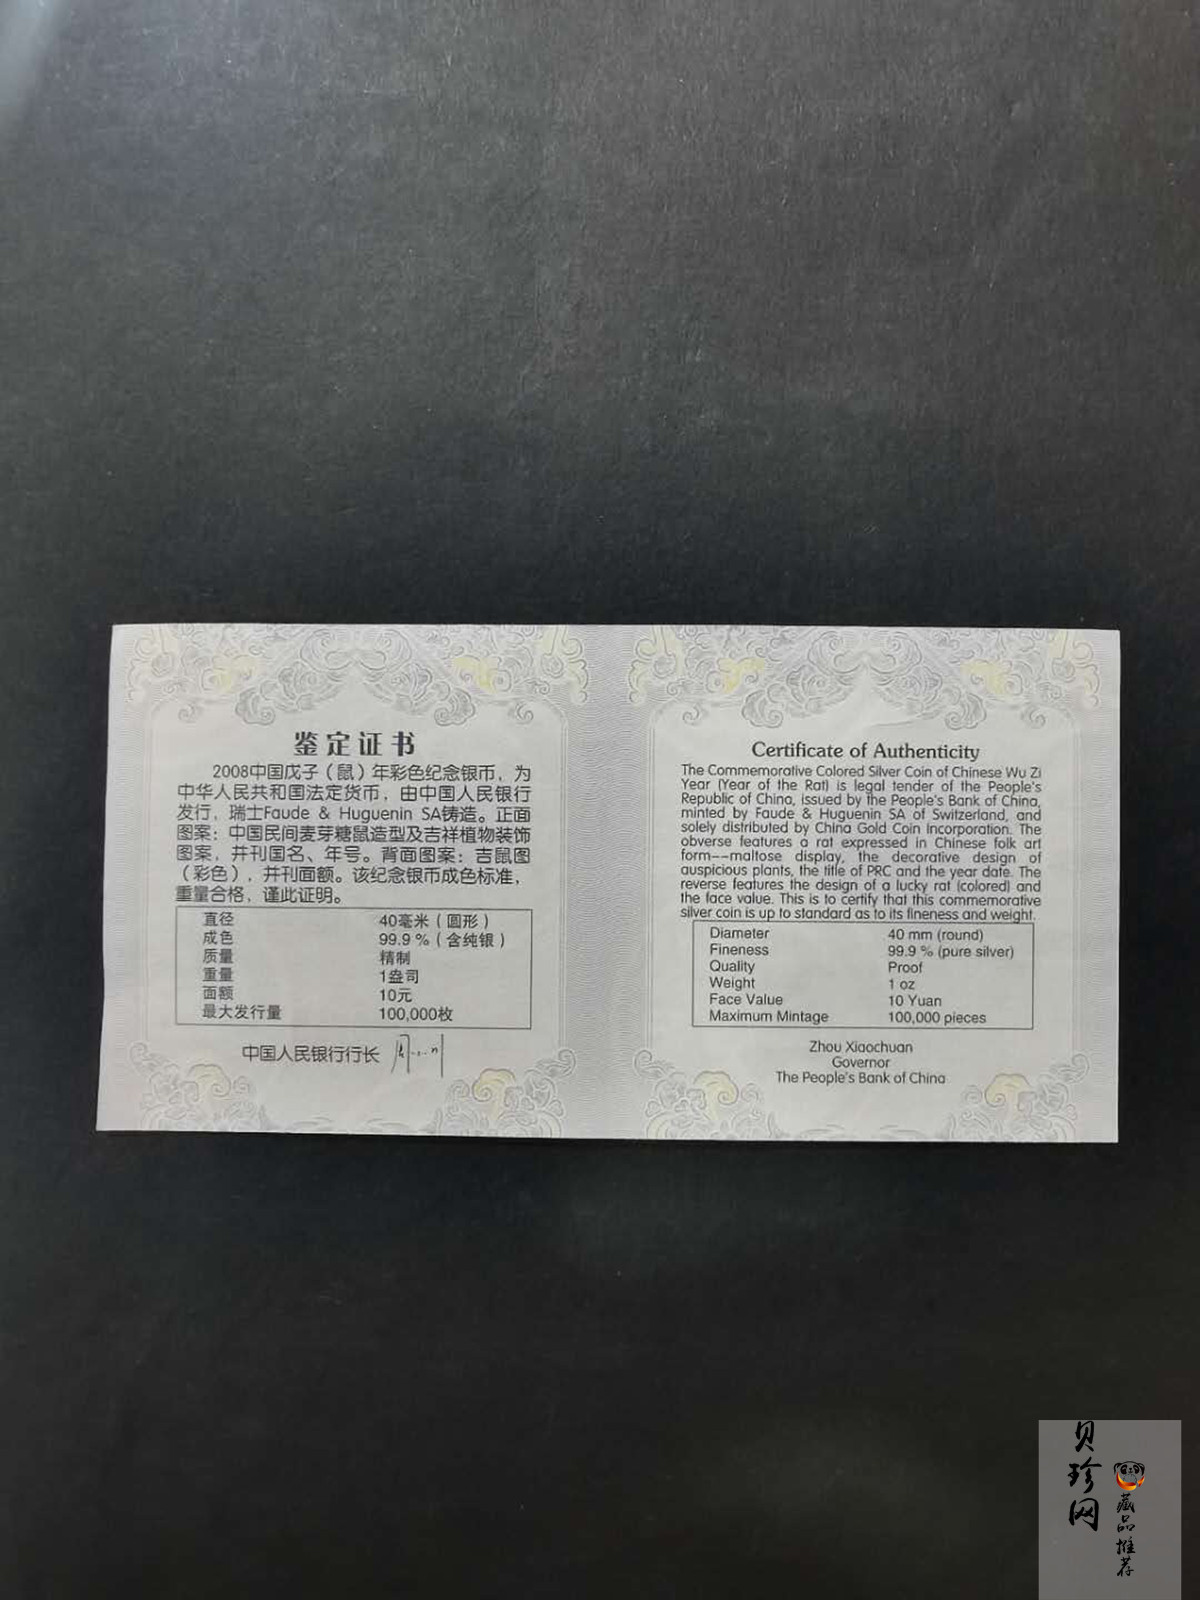 鉴定证书
2008中国戊子（鼠）年彩色纪念银币，为
中华人民共和国法定货币，由中国人民银行
发行，瑞士Faude & Huguenin SA铸造。正面
图案：中国民间麦芽糖鼠造型及吉祥植物装饰
图案，并刊国名、年号。背面图案：吉鼠图
（彩色），并刊面额。该纪念银币成色标准，
重量合格，谨此证明。
直径 40毫米（圆形）
成色 99.9 %（含纯银）
质量 精制
重量 1盎司
面额 10元
最大发行量 100,000枚
中国人民银行行长
Certificate of Authenticity
The Commemorative Colored Silver Coin of Chinese Wu Zi
Year (Year of the Rat) is legal tender of the People's
Republic of China, issued by the People's Bank of China,
minted by Faude & Huguenin SA of Switzerland, and
solely distributed by China Gold Coin Incorporation. The
obverse features a rat expressed in Chinese folk art
form--maltose display, the decorative design of
auspicious plants, the title of PRC and the year date. The
reverse features the design of a lucky rat (colored) and
the face value. This is to certify that this commemorative
silver coin is up to standard as to its fineness and weight.
Diameter 40 mm (round)
Fineness 99.9 % (pure silver)
Quality Proof
Weight 1 oz
Face Value 10 Yuan
Maximum Mintage 100,000 pieces
Zhou Xiaochuan
Governor
The People's Bank of China
贝珍网
藏品推荐